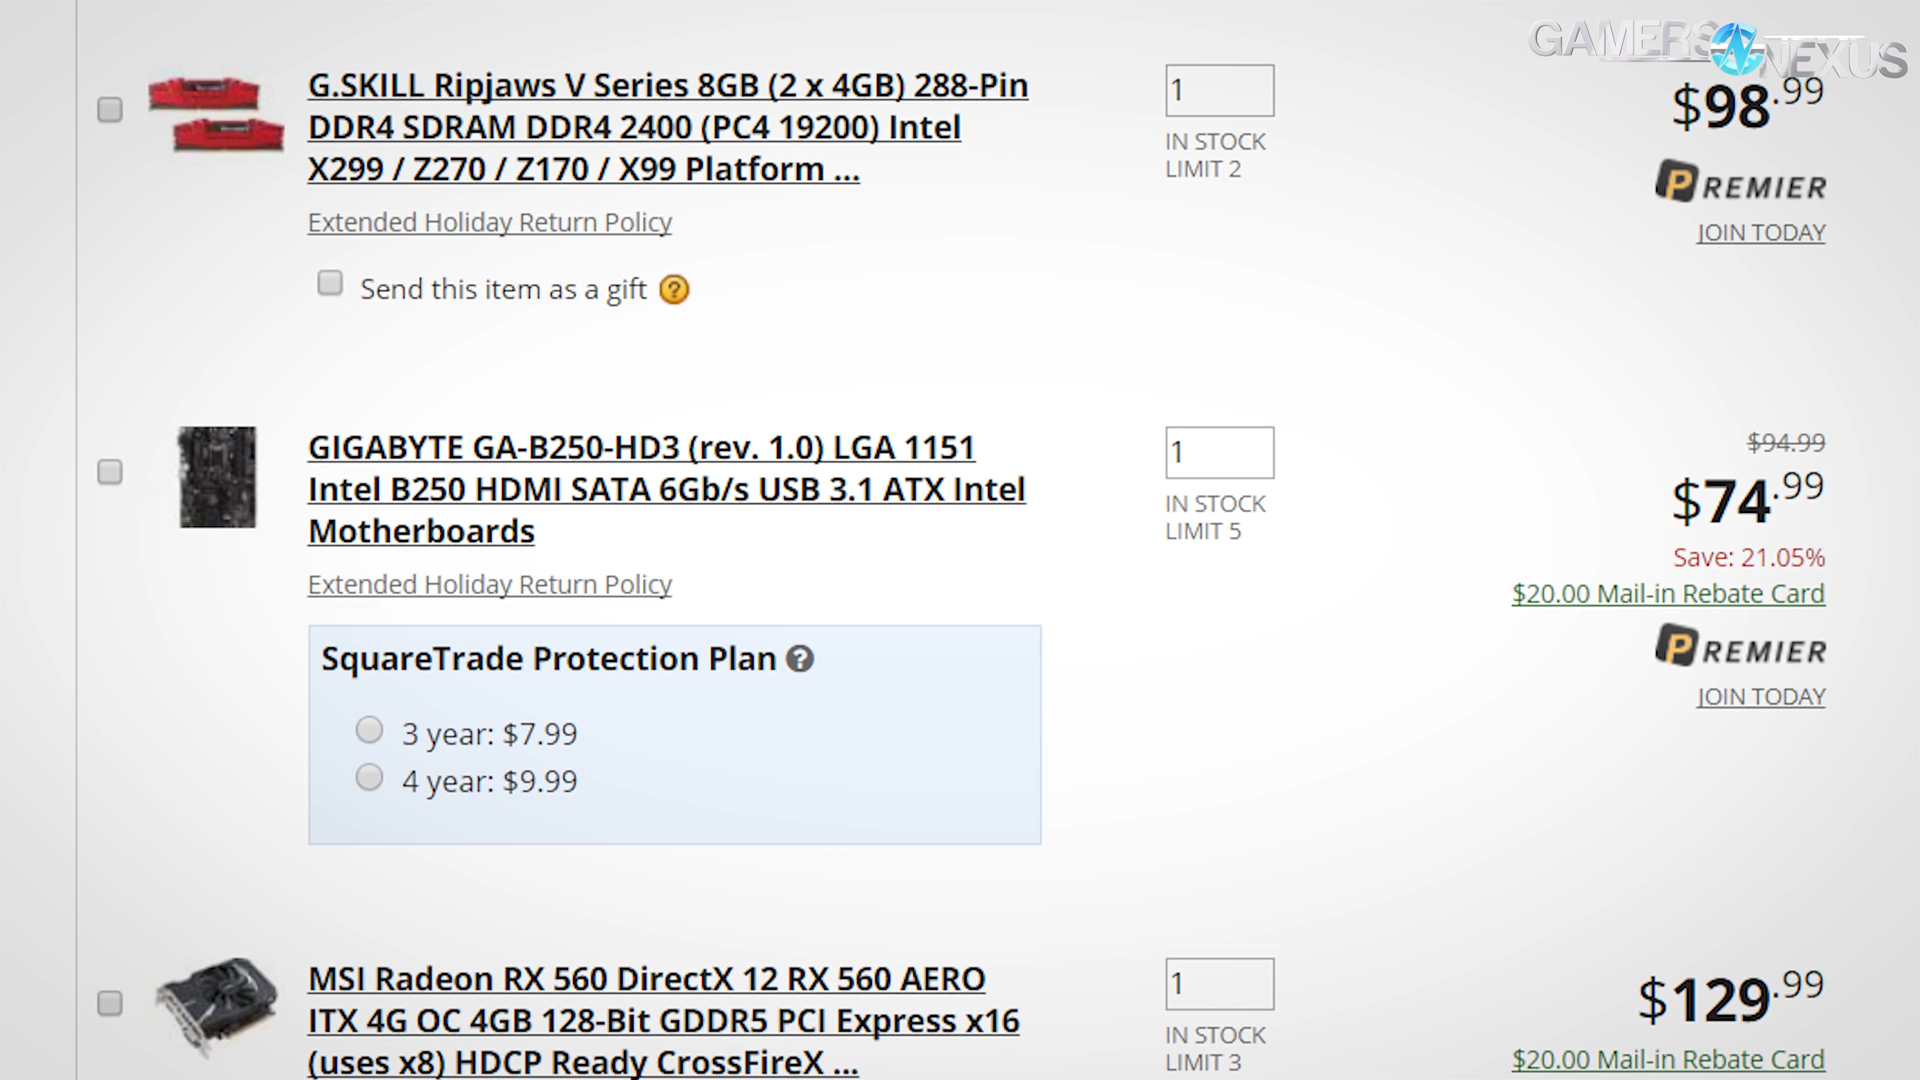 GAMERS NEXUS
G.SKILL Ripjaws V Series 8GB (2 x 4GB) 288-Pin
DDR4 SDRAM DDR4 2400 (PC4 19200) Intel
X299 / Z270 / Z170 / X99 Platform ...
Extended Holiday Return Policy
Send this item as a gift ?
1
IN STOCK
LIMIT 2
$98.99
PREMIER
JOIN TODAY
GIGABYTE GA-B250-HD3 (rev. 1.0) LGA 1151
Intel B250 HDMI SATA 6Gb/s USB 3.1 ATX Intel
Motherboards
Extended Holiday Return Policy
SquareTrade Protection Plan ?
3 year: $7.99
4 year: $9.99
1
IN STOCK
LIMIT 5
$94.99
$74.99
Save: 21.05%
$20.00 Mail-in Rebate Card
PREMIER
JOIN TODAY
MSI Radeon RX 560 DirectX 12 RX 560 AERO
ITX 4G OC 4GB 128-Bit GDDR5 PCI Express x16
(uses x8) HDCP Ready CrossFireX ...
1
IN STOCK
LIMIT 3
$129.99
$20.00 Mail-in Rebate Card